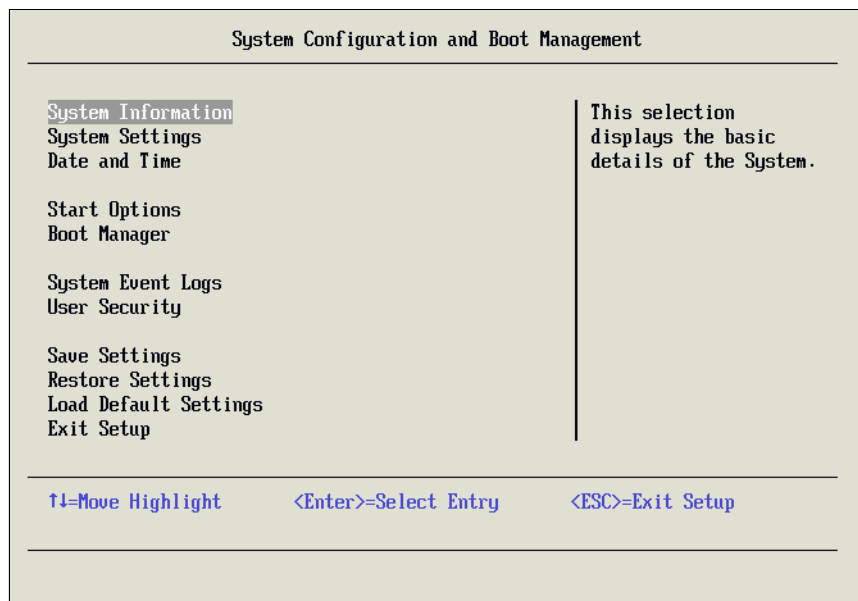 System Configuration and Boot Management
System Information
System Settings
Date and Time
Start Options
Boot Manager
System Event Logs
User Security
Save Settings
Restore Settings
Load Default Settings
Exit Setup
This selection
displays the basic
details of the System.
↑↓=Move Highlight <Enter>=Select Entry <ESC>=Exit Setup